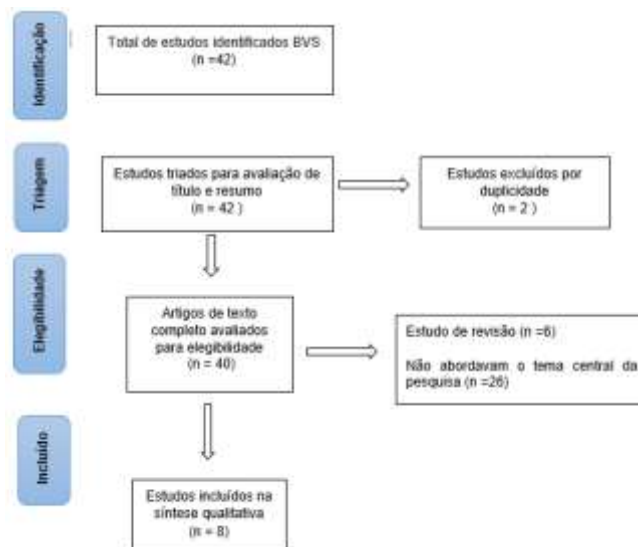 Identificação
Total de estudos identificados BVS
(n =42)
Triagem
Estudos triados para avaliação de
título e resumo
(n = 42 )
Estudos excluídos por
duplicidade
(n = 2 )
Elegibilidade
Artigos de texto
completo avaliados
para elegibilidade
(n = 40)
Estudo de revisão (n =6)
Não abordavam o tema central da
pesquisa (n =26)
Incluído
Estudos incluídos na
síntese qualitativa
(n = 8)